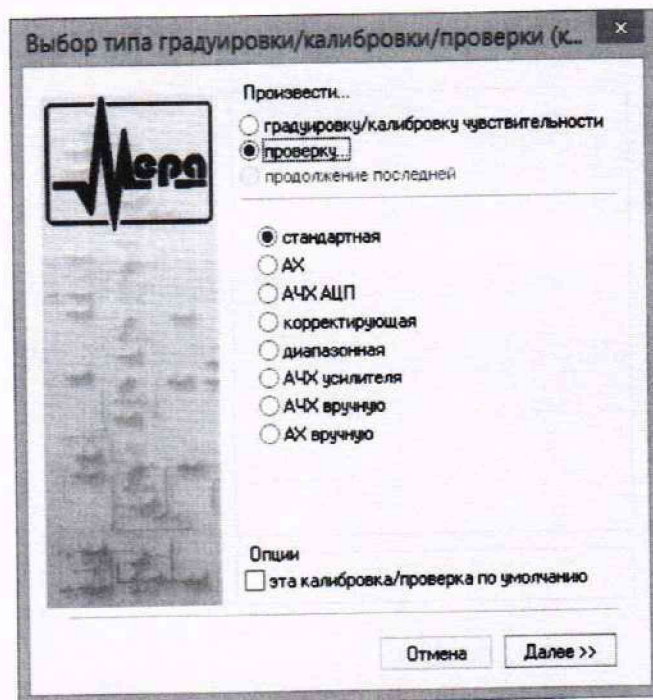 Выбор типа градуировки/калибровки/проверки (к...
Мера
Произвести...
градуировку/калибровку чувствительности
проверку...
продолжение последней
стандартная
АХ
АЧХ АЦП
корректирующая
диапазонная
АЧХ усилителя
АЧХ вручную
АХ вручную
Опции
эта калибровка/проверка по умолчанию
Отмена
Далее >>